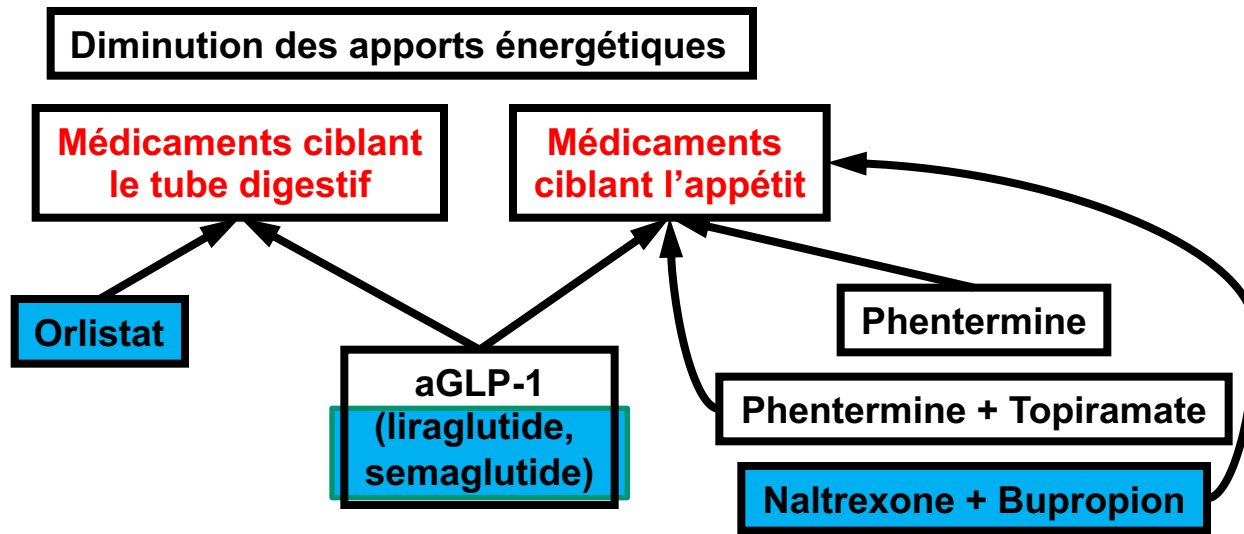 Diminution des apports énergétiques
Médicaments ciblant
le tube digestif
Médicaments
ciblant l’appétit
Orlistat
Phentermine
aGLP-1
(liraglutide,
semaglutide)
Phentermine + Topiramate
Naltrexone + Bupropion